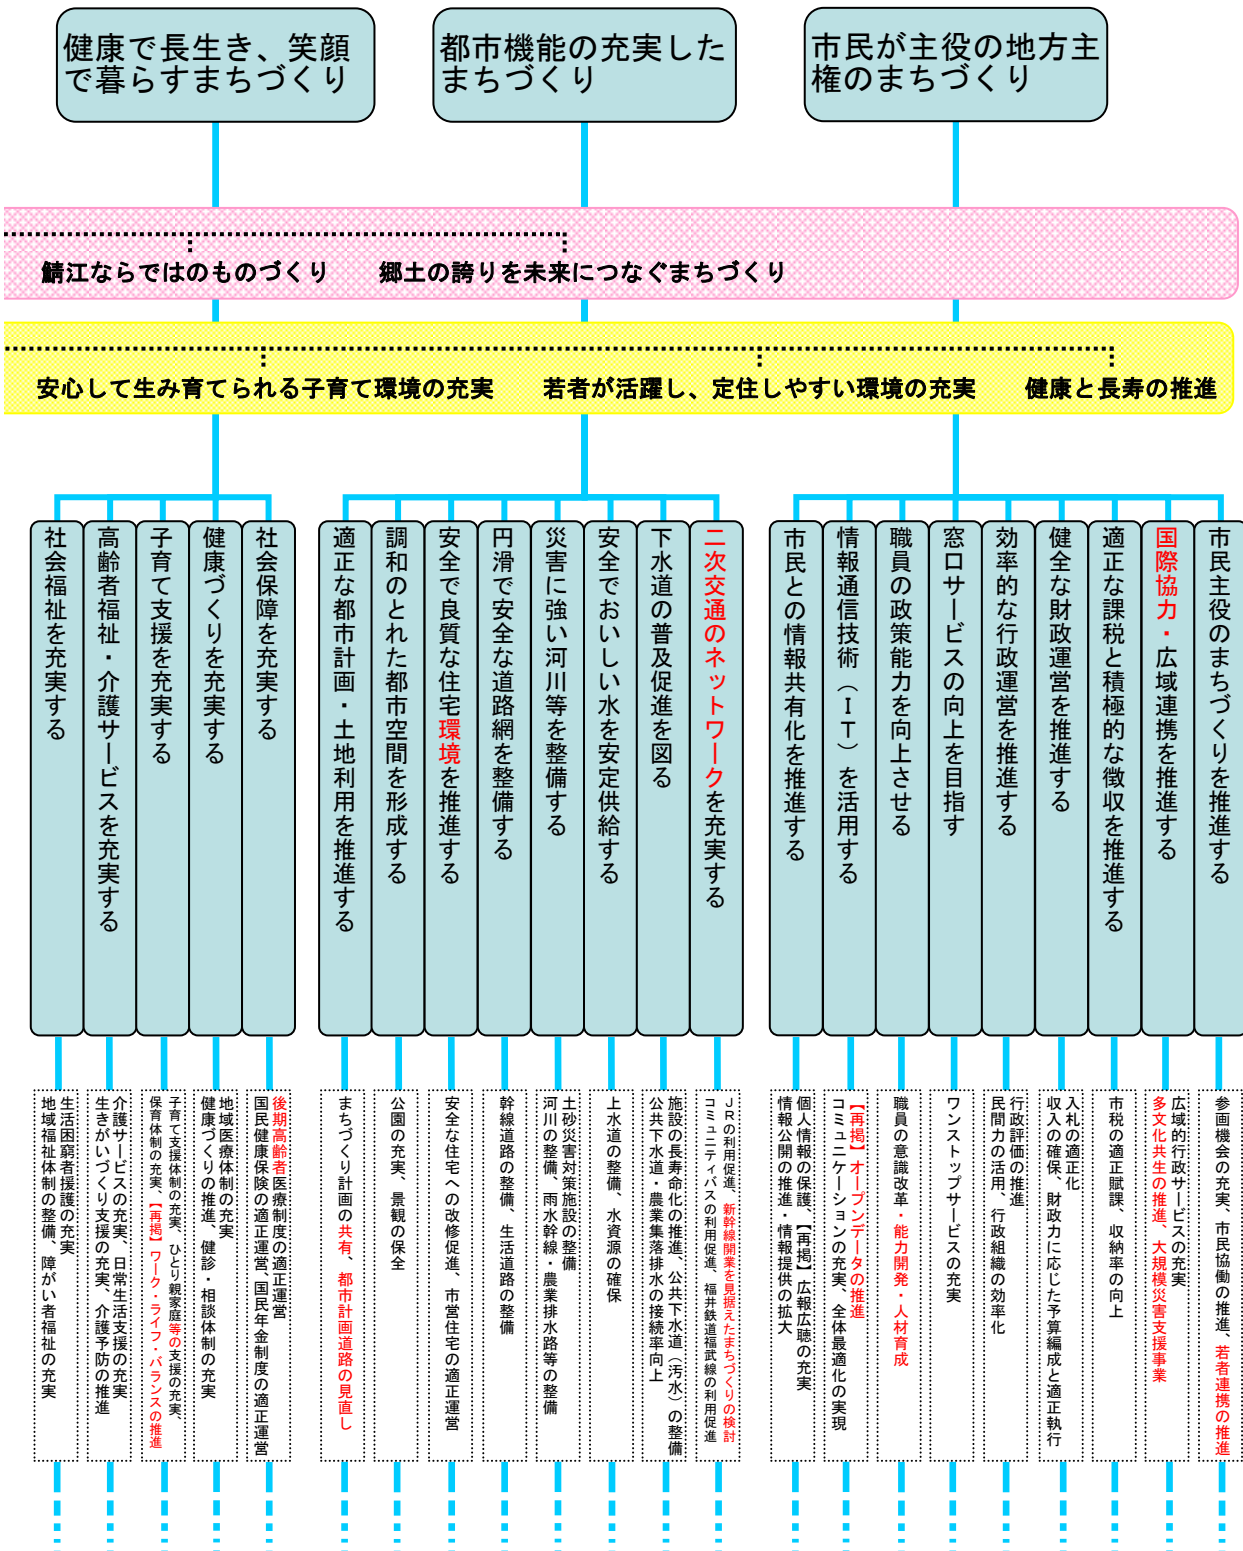 健康で長生き、笑顔
で暮らすまちづくり
都市機能の充実した
まちづくり
市民が主役の地方主
権のまちづくり
鯖江ならではのものづくり
郷土の誇りを未来につなぐまちづくり
安心して生み育てられる子育て環境の充実
若者が活躍し、定住しやすい環境の充実
健康と長寿の推進
社会福祉を充実する
高齢者福祉・介護サービスを充実する
子育て支援を充実する
健康づくりを充実する
社会保障を充実する
適正な都市計画・土地利用を推進する
調和のとれた都市空間を形成する
安全で良質な住宅環境を推進する
円滑で安全な道路網を整備する
災害に強い河川等を整備する
安全でおいしい水を安定供給する
下水道の普及促進を図る
二次交通のネットワークを充実する
市民との情報共有化を推進する
情報通信技術（ＩＴ）を活用する
職員の政策能力を向上させる
窓口サービスの向上を目指す
効率的な行政運営を推進する
健全な財政運営を推進する
適正な課税と積極的な徴収を推進する
国際協力・広域連携を推進する
市民主役のまちづくりを推進する
生活困窮者援護の充実
地域福祉体制の整備、障がい者福祉の充実
介護サービスの充実、日常生活支援の充実
生きがいづくり支援の充実、介護予防の推進
子育て支援体制の充実、ひとり親家庭等の支援の充実、
保育体制の充実、【再掲】ワーク・ライフ・バランスの推進
地域医療体制の充実
健康づくりの推進、健診・相談体制の充実
後期高齢者医療制度の適正運営
国民健康保険の適正運営、国民年金制度の適正運営
まちづくり計画の共有、都市計画道路の見直し
公園の充実、景観の保全
安全な住宅への改修促進、市営住宅の適正運営
幹線道路の整備、生活道路の整備
土砂災害対策施設の整備
河川の整備、雨水幹線・農業排水路等の整備
上水道の整備、水資源の確保
施設の長寿命化の推進、公共下水道（汚水）の整備
公共下水道・農業集落排水の接続率向上
ＪＲの利用促進、新幹線開業を見据えたまちづくりの検討
コミュニティバスの利用促進、福井鉄道福武線の利用促進
個人情報の保護、【再掲】広報広聴の充実
情報公開の推進・情報提供の拡大
【再掲】オープンデータの推進
コミュニケーションの充実、全体最適化の実現
職員の意識改革・能力開発・人材育成
ワンストップサービスの充実
行政評価の推進
民間力の活用、行政組織の効率化
入札の適正化
収入の確保、財政力に応じた予算編成と適正執行
市税の適正賦課、収納率の向上
広域的行政サービスの充実
多文化共生の推進、大規模災害支援事業
参画機会の充実、市民協働の推進、若者連携の推進